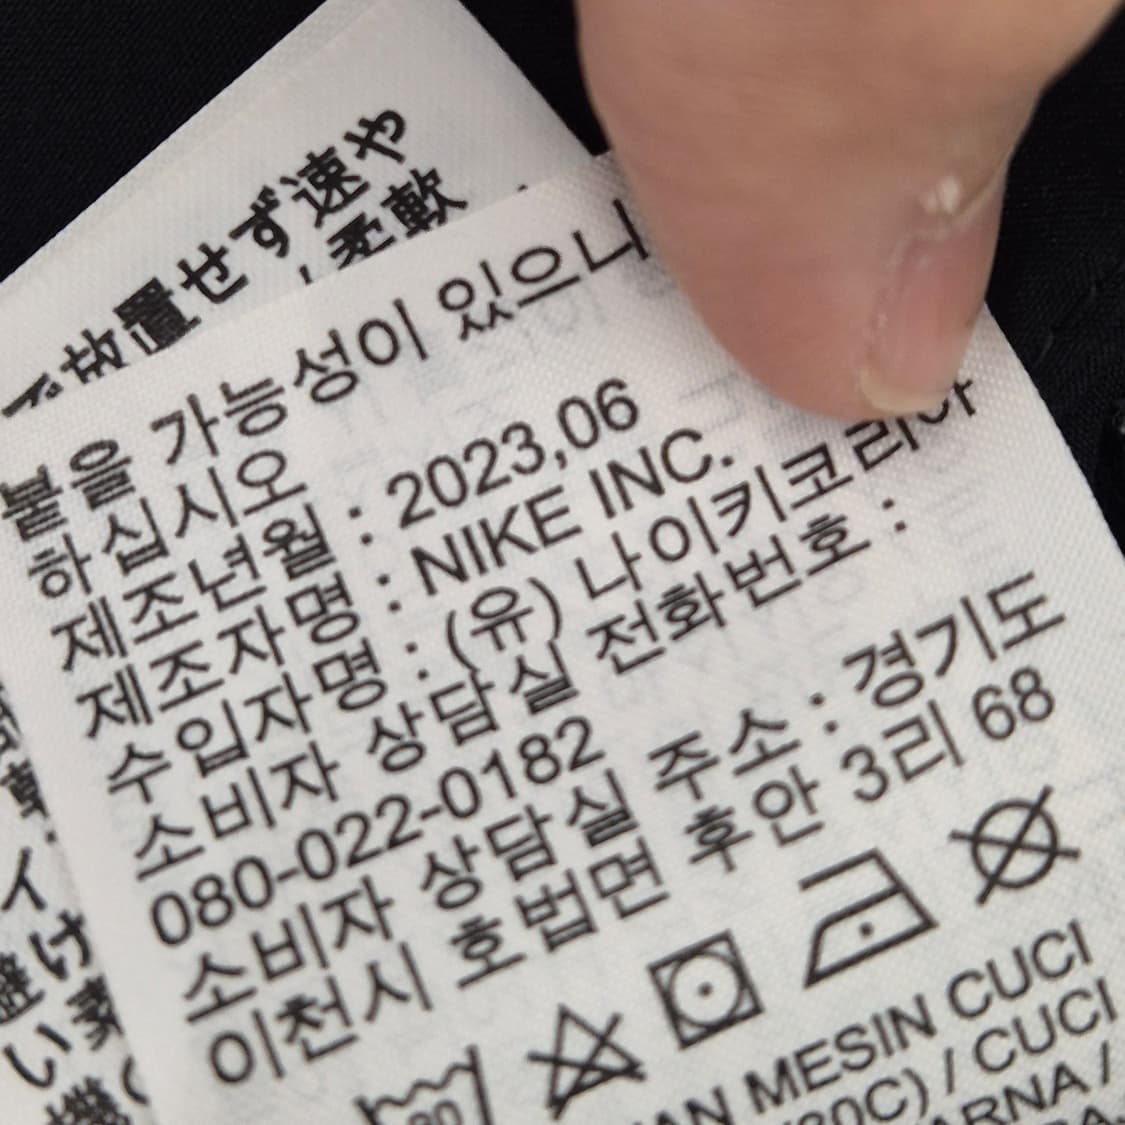 せず速や
柔軟
붙을 가능성이 있으니
하십시오
제조년월 : 2023,06
제조자명 : NIKE INC.
수입자명 : (유) 나이키코리아
소비자 상담실 전화번호 :
080-022-0182
소비자 상담실 주소 : 경기도
이천시 호법면 후안 3리 68
MESIN CUCI
/ CUCI